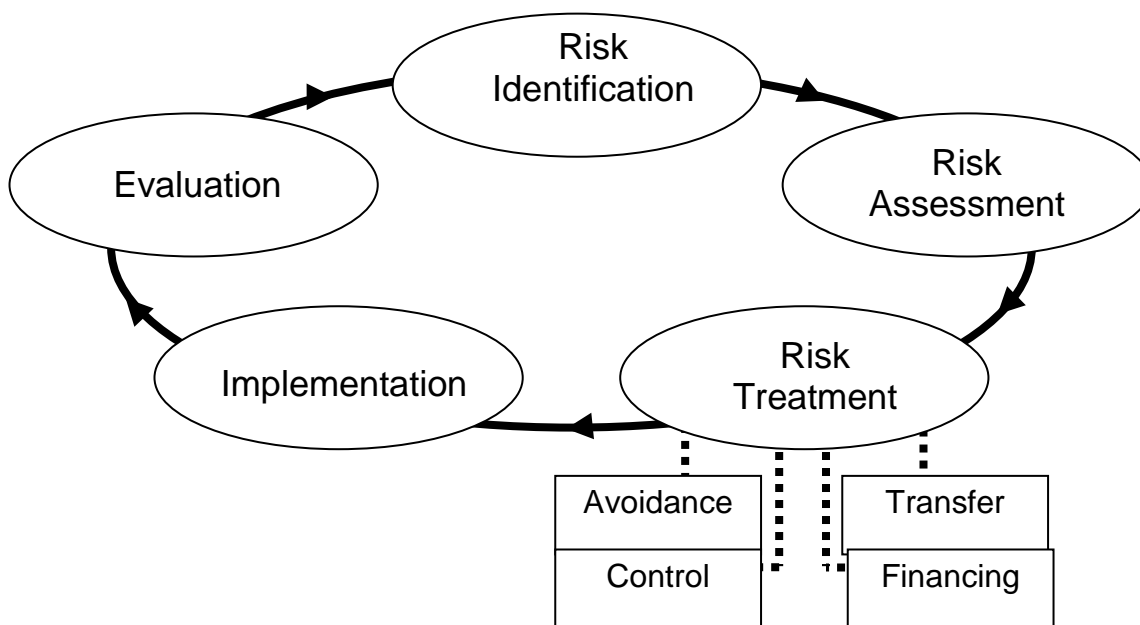 Risk
Identification
Evaluation
Risk
Assessment
Implementation
Risk
Treatment
Avoidance
Transfer
Control
Financing